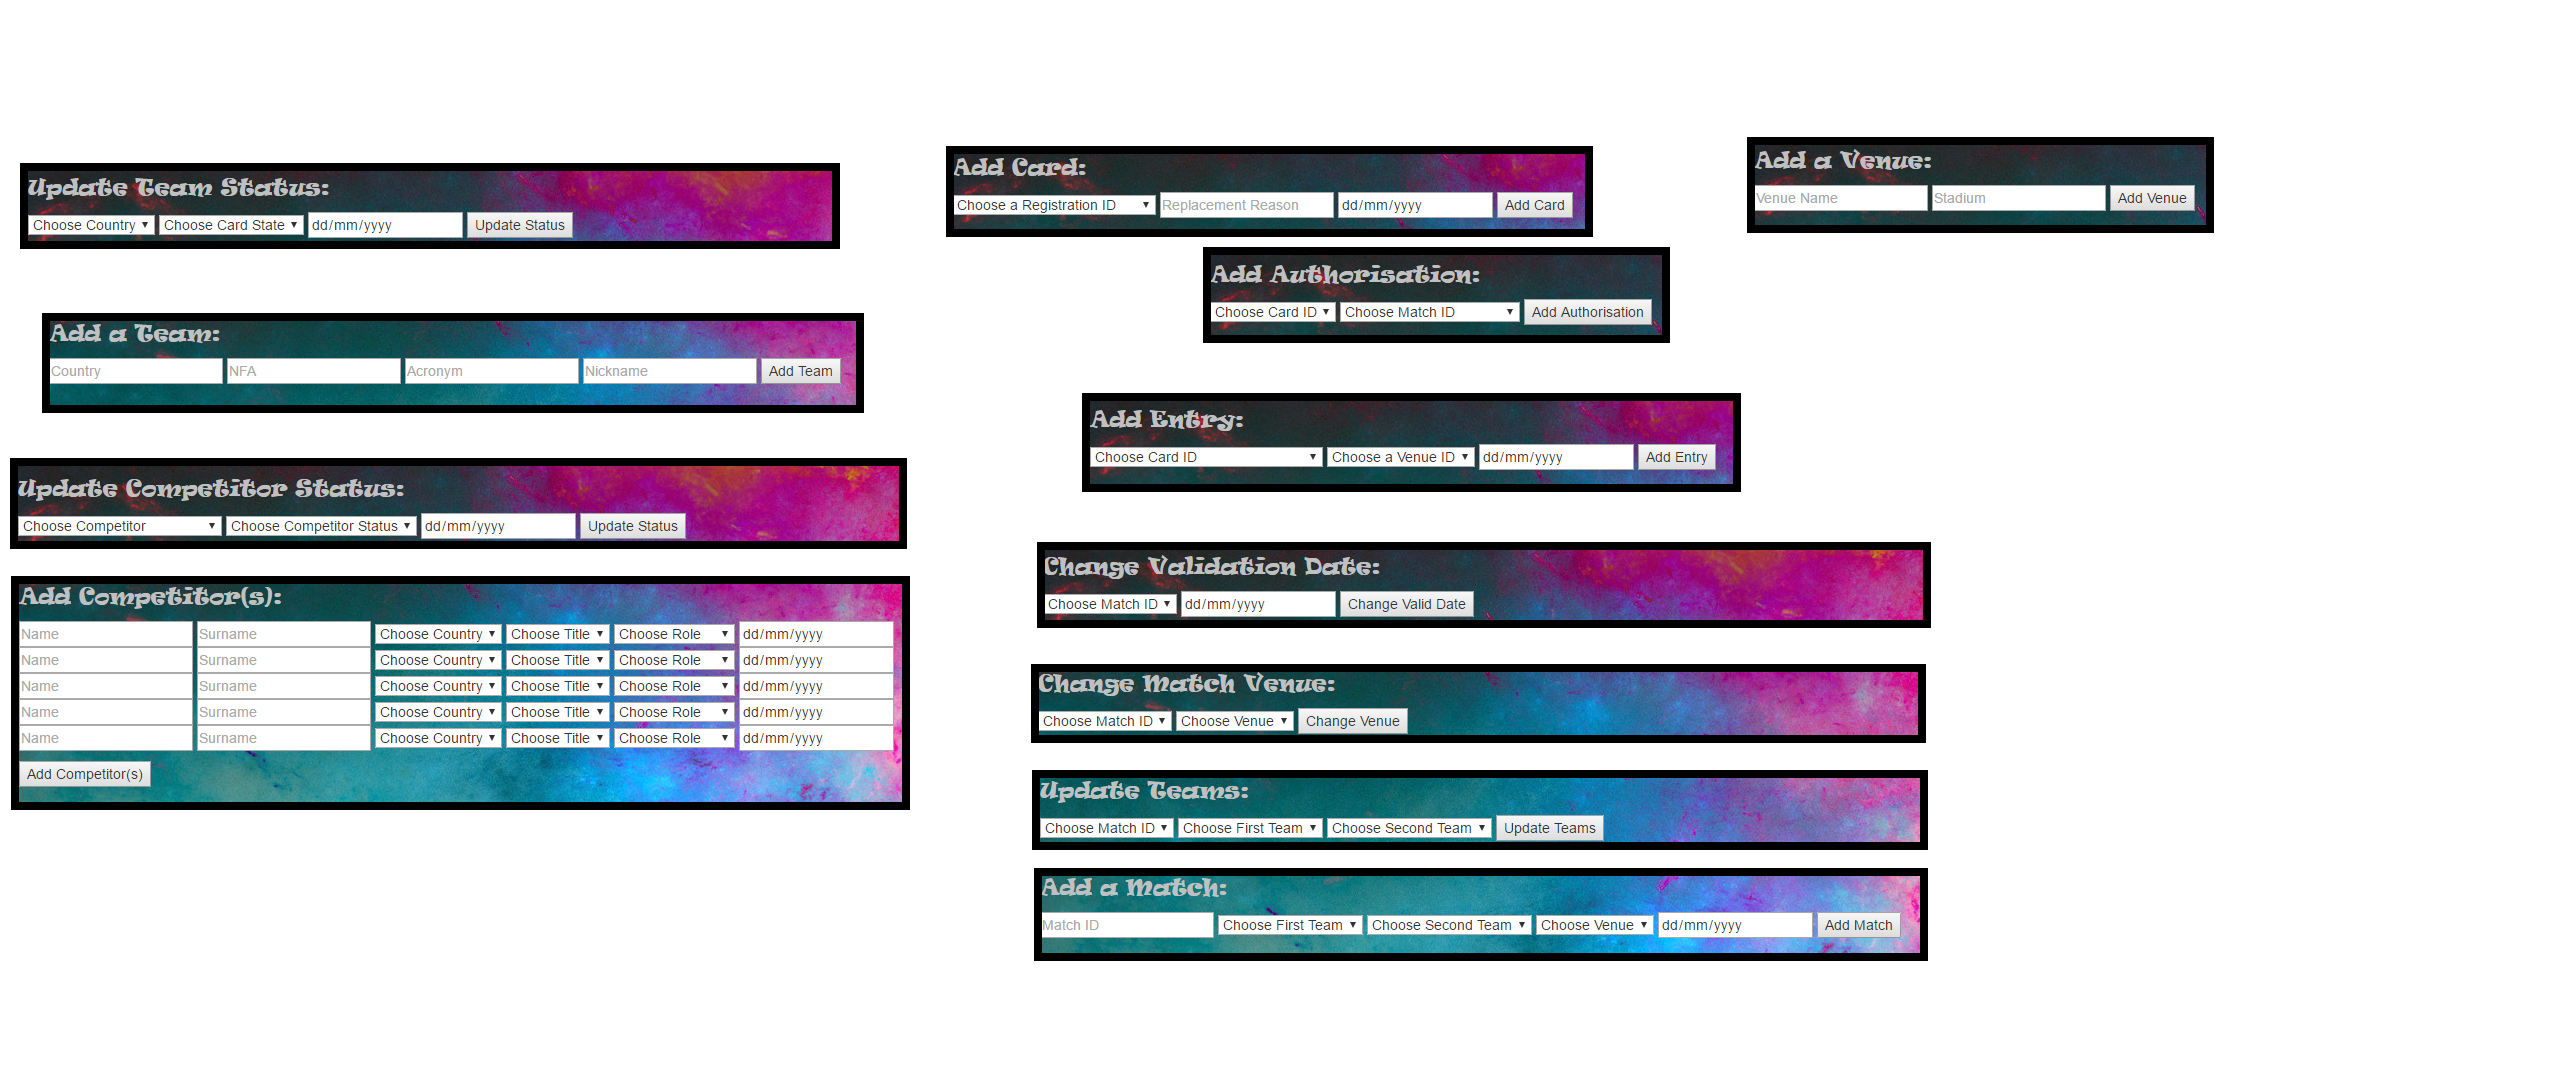 Update Team Status:
Choose Country Choose Card State dd/mm/yyyy Update Status
Add a Team:
Country NFA Acronym Nickname Add Team
Update Competitor Status:
Choose Competitor Choose Competitor Status dd/mm/yyyy Update Status
Add Competitor(s):
Name Surname Choose Country Choose Title Choose Role dd/mm/yyyy
Name Surname Choose Country Choose Title Choose Role dd/mm/yyyy
Name Surname Choose Country Choose Title Choose Role dd/mm/yyyy
Name Surname Choose Country Choose Title Choose Role dd/mm/yyyy
Name Surname Choose Country Choose Title Choose Role dd/mm/yyyy
Add Competitor(s)
Add Card:
Choose a Registration ID Replacement Reason dd/mm/yyyy Add Card
Add Authorisation:
Choose Card ID Choose Match ID Add Authorisation
Add Entry:
Choose Card ID Choose a Venue ID dd/mm/yyyy Add Entry
Change Validation Date:
Choose Match ID dd/mm/yyyy Change Valid Date
Change Match Venue:
Choose Match ID Choose Venue Change Venue
Update Teams:
Choose Match ID Choose First Team Choose Second Team Update Teams
Add a Match:
Match ID Choose First Team Choose Second Team Choose Venue dd/mm/yyyy Add Match
Add a Venue:
Venue Name Stadium Add Venue